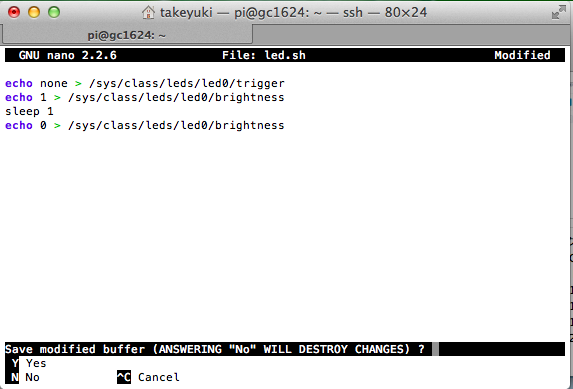 takeyuki — pi@gc1624: ~ — ssh — 80×24
pi@gc1624: ~
GNU nano 2.2.6 File: led.sh Modified
echo none > /sys/class/leds/led0/trigger
echo 1 > /sys/class/leds/led0/brightness
sleep 1
echo 0 > /sys/class/leds/led0/brightness
Save modified buffer (ANSWERING "No" WILL DESTROY CHANGES) ?
Y Yes
N No ^C Cancel